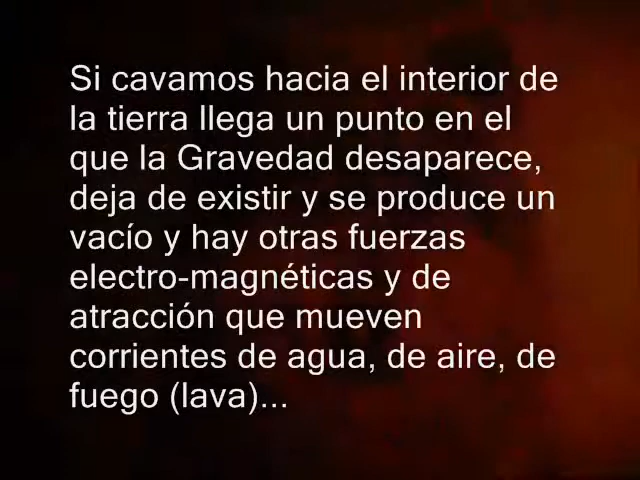 Si cavamos hacia el interior de
la tierra llega un punto en el
que la Gravedad desaparece,
deja de existir y se produce un
vacío y hay otras fuerzas
electro-magnéticas y de
atracción que mueven
corrientes de agua, de aire, de
fuego (lava)...